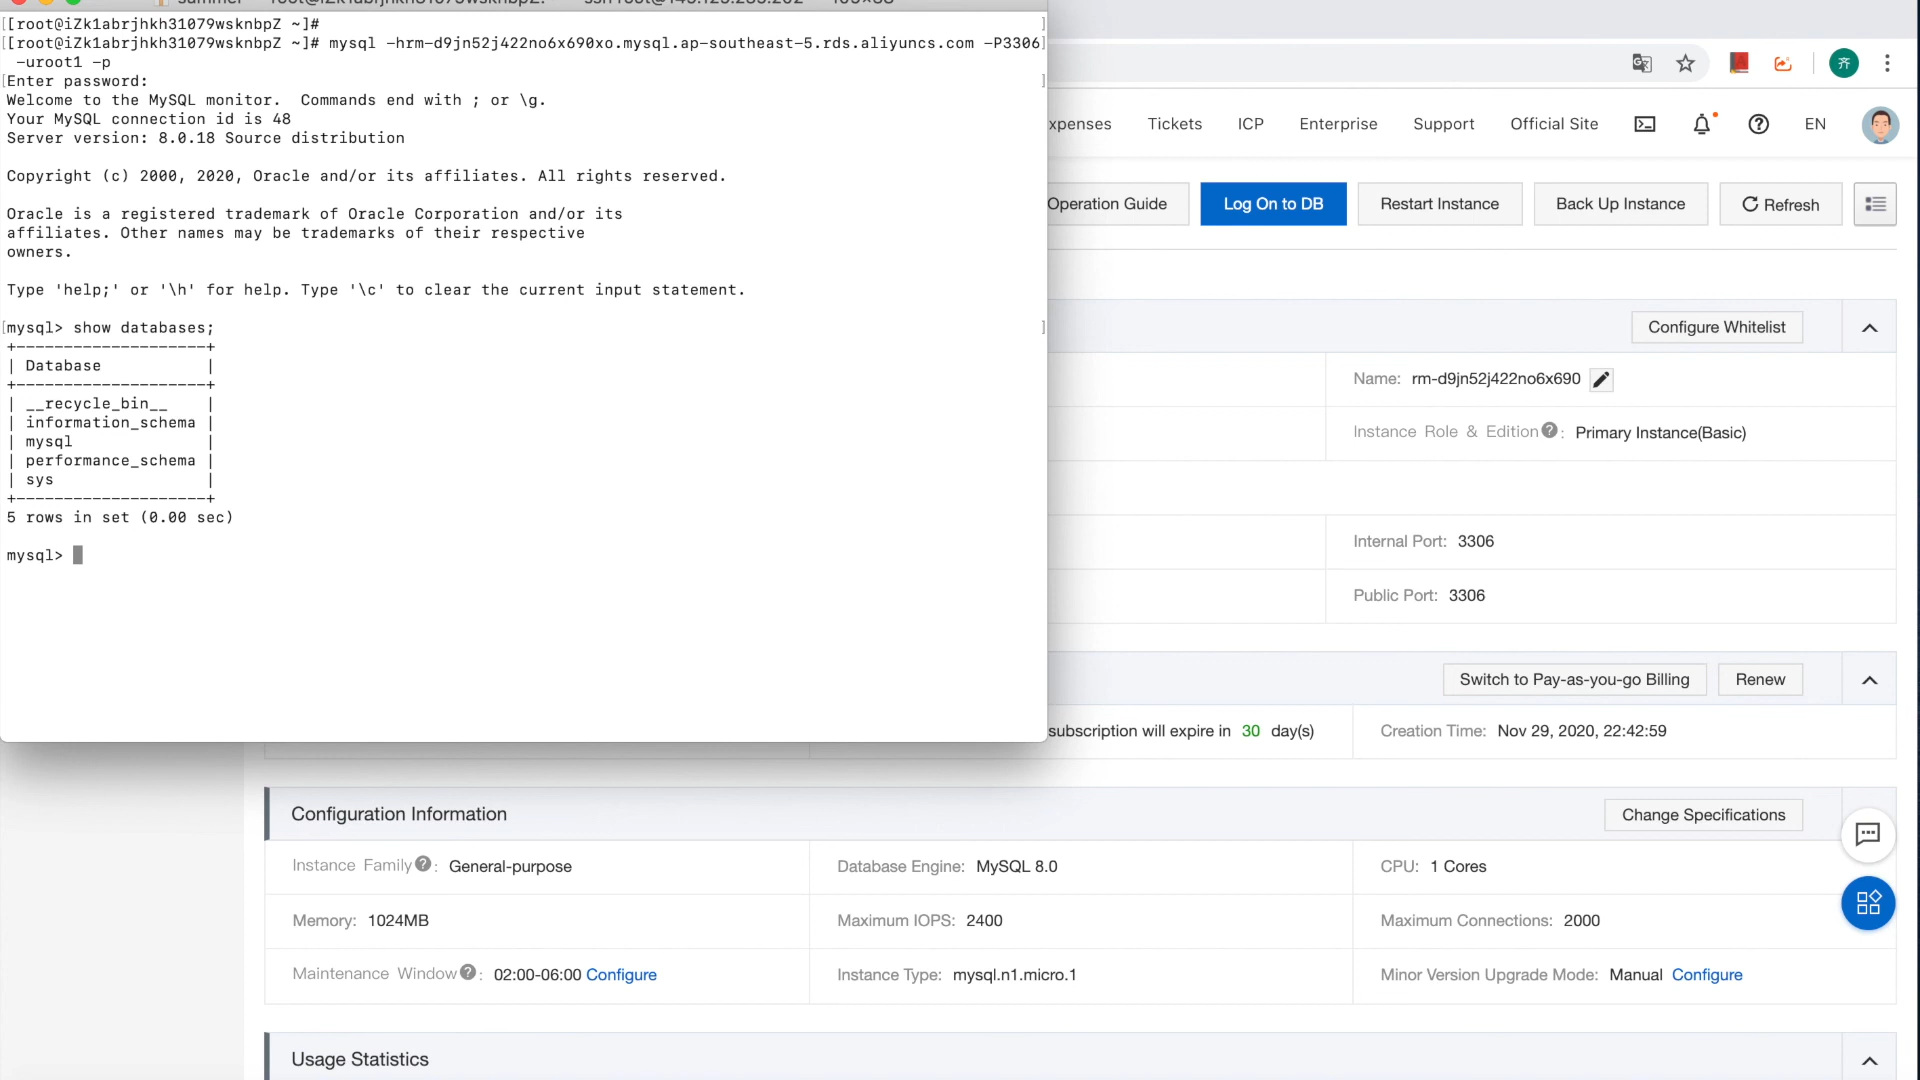 [[root@iZk1abrjhkh31079wsknbpZ ~]#
[[root@iZk1abrjhkh31079wsknbpZ ~]# mysql -hrm-d9jn52j422no6x690xo.mysql.ap-southeast-5.rds.aliyuncs.com -P3306]
-uroot1 -p
[Enter password:
Welcome to the MySQL monitor.  Commands end with ; or \g.
Your MySQL connection id is 48
Server version: 8.0.18 Source distribution
Copyright (c) 2000, 2020, Oracle and/or its affiliates. All rights reserved.
Oracle is a registered trademark of Oracle Corporation and/or its
affiliates. Other names may be trademarks of their respective
owners.
Type 'help;' or '\h' for help. Type '\c' to clear the current input statement.
[mysql> show databases;
+--------------------+
| Database           |
+--------------------+
| __recycle_bin__    |
| information_schema |
| mysql              |
| performance_schema |
| sys                |
+--------------------+
5 rows in set (0.00 sec)
mysql>
齐
xpenses Tickets ICP Enterprise Support Official Site EN
Operation Guide Log On to DB Restart Instance Back Up Instance Refresh
Configure Whitelist
Name: rm-d9jn52j422no6x690
Instance Role & Edition?: Primary Instance(Basic)
Internal Port: 3306
Public Port: 3306
Switch to Pay-as-you-go Billing Renew
subscription will expire in 30 day(s) Creation Time: Nov 29, 2020, 22:42:59
Configuration Information Change Specifications
Instance Family?: General-purpose Database Engine: MySQL 8.0 CPU: 1 Cores
Memory: 1024MB Maximum IOPS: 2400 Maximum Connections: 2000
Maintenance Window?: 02:00-06:00 Configure Instance Type: mysql.n1.micro.1 Minor Version Upgrade Mode: Manual Configure
Usage Statistics